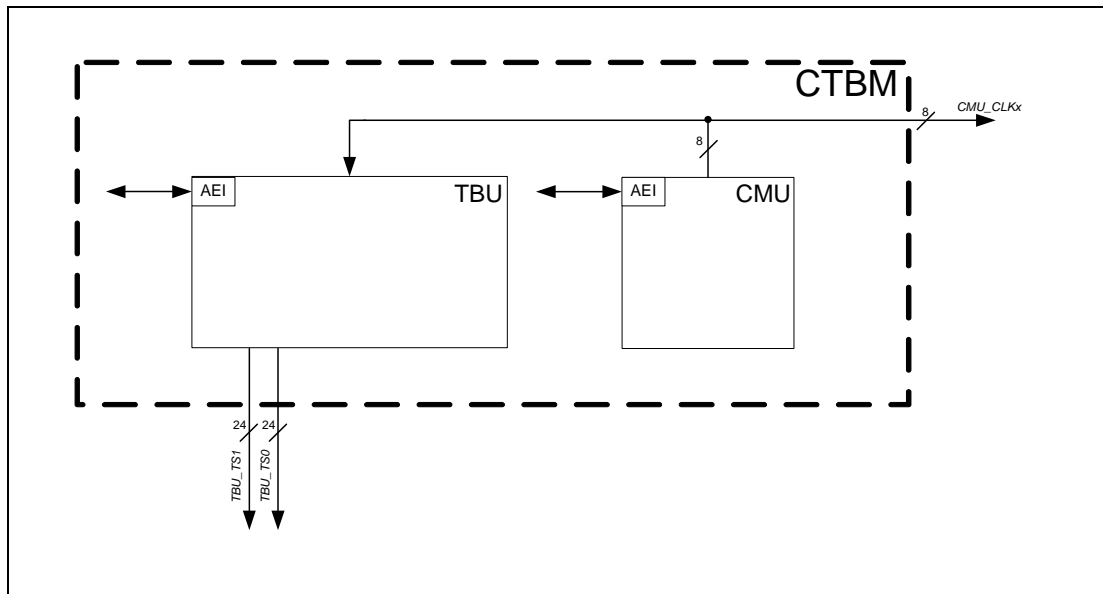 CTBM
8
CMU_CLKx
8
AEI
TBU
AEI
CMU
24
24
TBU_TS1
TBU_TS0